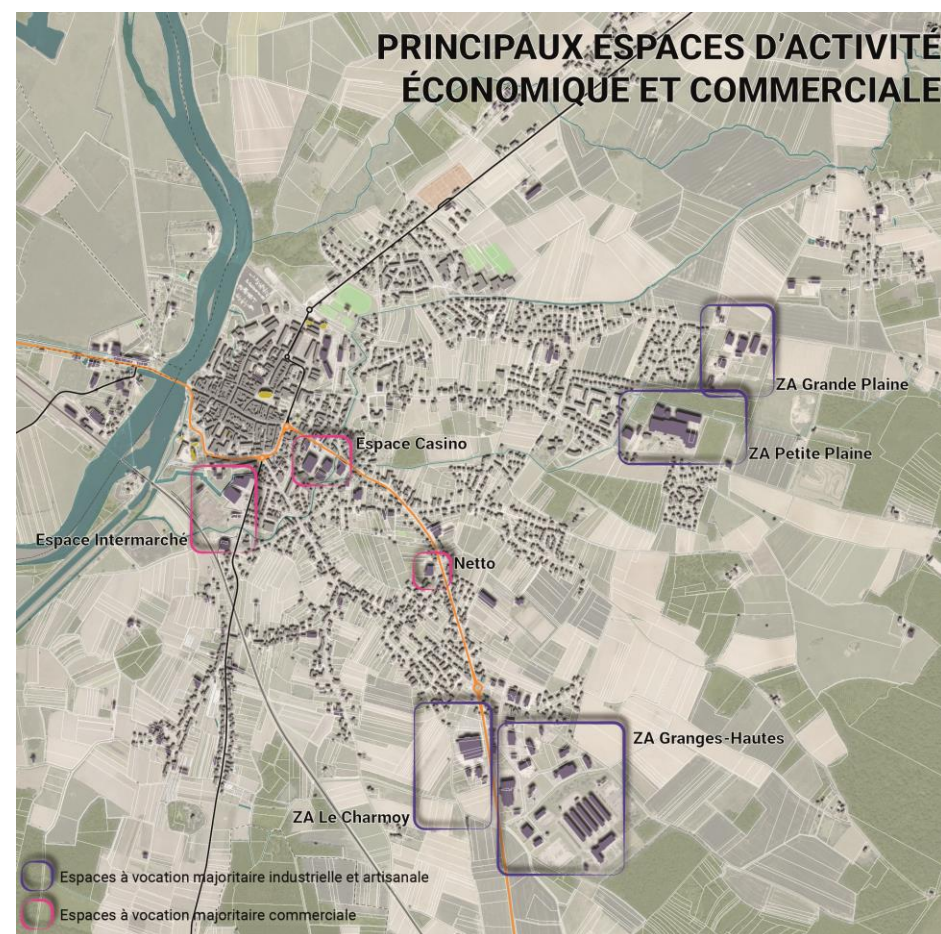 PRINCIPAUX ESPACES D'ACTIVITÉ
ÉCONOMIQUE ET COMMERCIALE
ZA Grande Plaine
Espace Casino
ZA Petite Plaine
Espace Intermarché
Netto
ZA Granges-Hautes
ZA Le Charmoy
Espaces à vocation majoritaire industrielle et artisanale
Espaces à vocation majoritaire commerciale